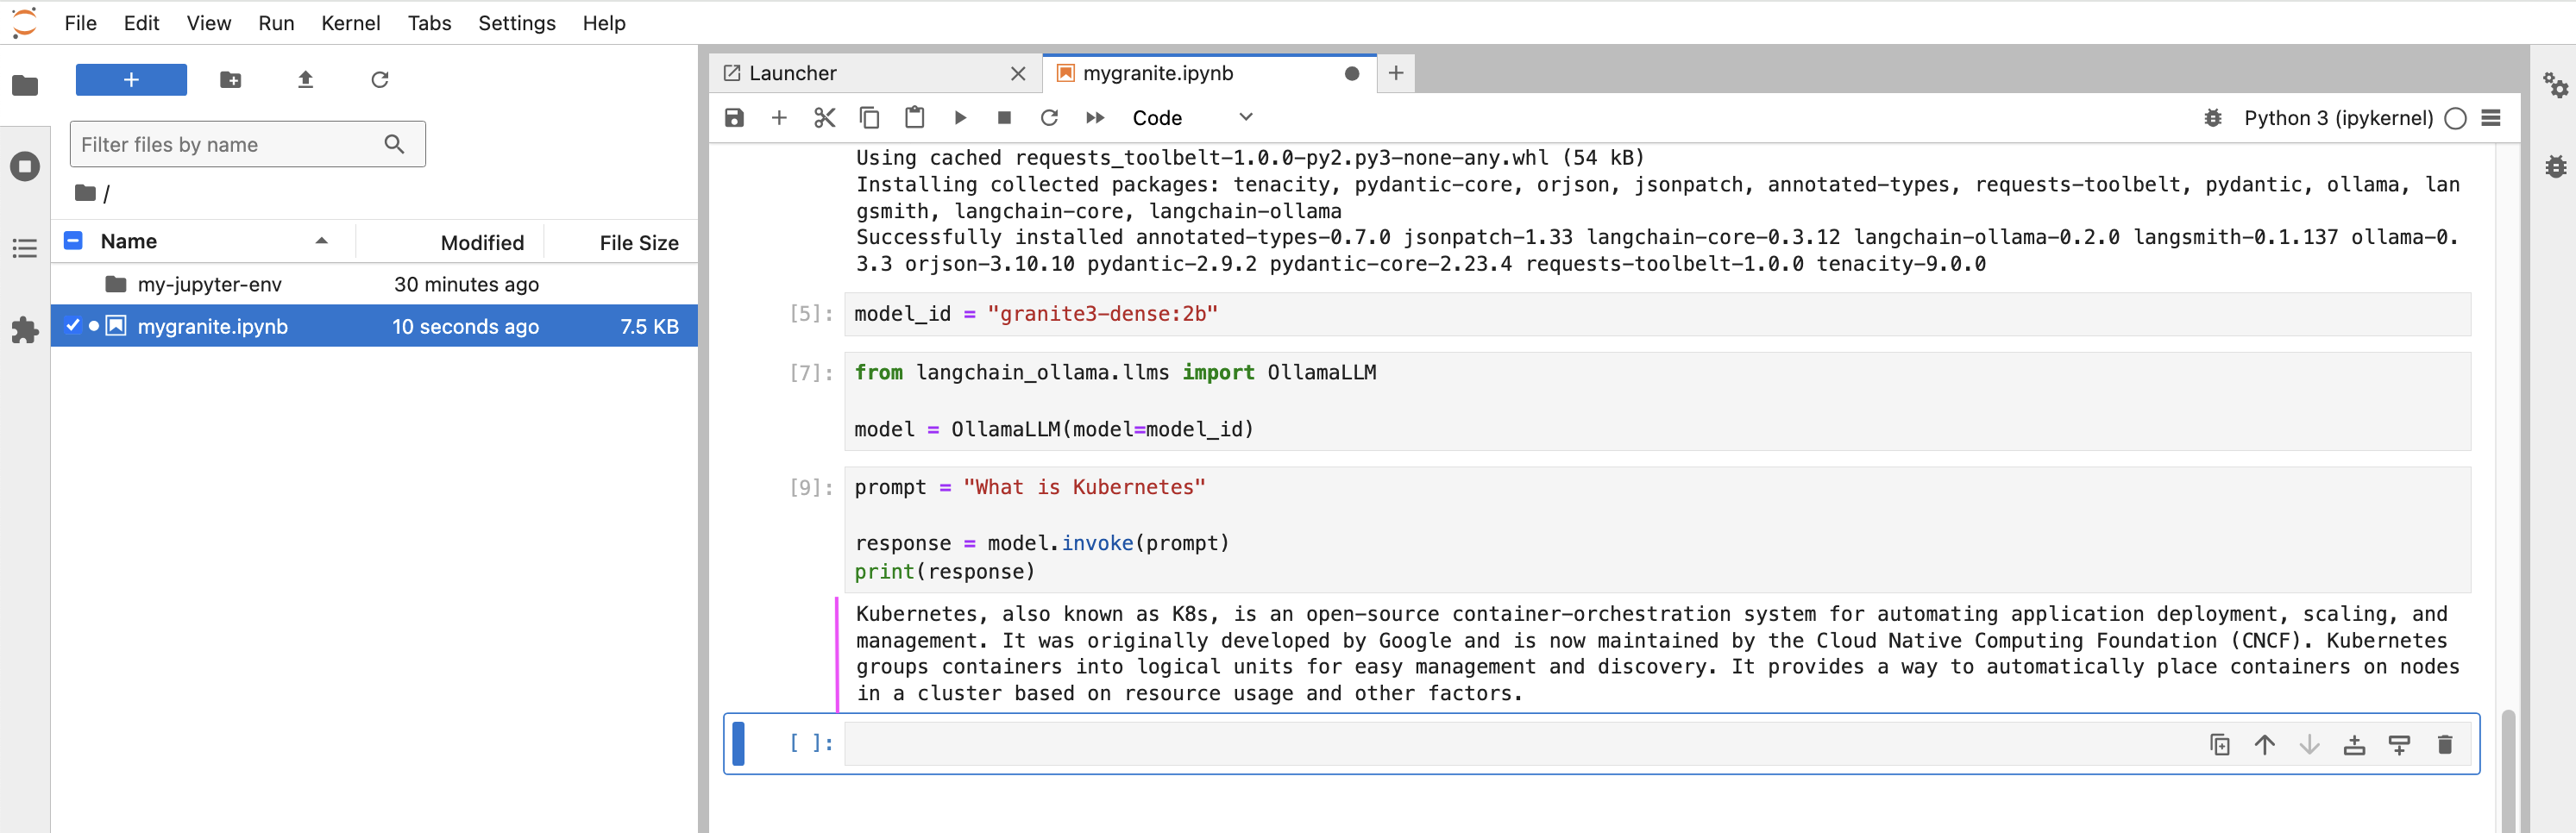 File Edit View Run Kernel Tabs Settings Help
Filter files by name
/
Name Modified File Size
my-jupyter-env 30 minutes ago
mygranite.ipynb 10 seconds ago 7.5 KB
Launcher mygranite.ipynb
Code Python 3 (ipykernel)
Using cached requests_toolbelt-1.0.0-py2.py3-none-any.whl (54 kB)
Installing collected packages: tenacity, pydantic-core, orjson, jsonpatch, annotated-types, requests-toolbelt, pydantic, ollama, lan
gsmith, langchain-core, langchain-ollama
Successfully installed annotated-types-0.7.0 jsonpatch-1.33 langchain-core-0.3.12 langchain-ollama-0.2.0 langsmith-0.1.137 ollama-0.
3.3 orjson-3.10.10 pydantic-2.9.2 pydantic-core-2.23.4 requests-toolbelt-1.0.0 tenacity-9.0.0
[5]: model_id = "granite3-dense:2b"
[7]: from langchain_ollama.llms import OllamaLLM
model = OllamaLLM(model=model_id)
[9]: prompt = "What is Kubernetes"
response = model.invoke(prompt)
print(response)
Kubernetes, also known as K8s, is an open-source container-orchestration system for automating application deployment, scaling, and
management. It was originally developed by Google and is now maintained by the Cloud Native Computing Foundation (CNCF). Kubernetes
groups containers into logical units for easy management and discovery. It provides a way to automatically place containers on nodes
in a cluster based on resource usage and other factors.
[ ]: